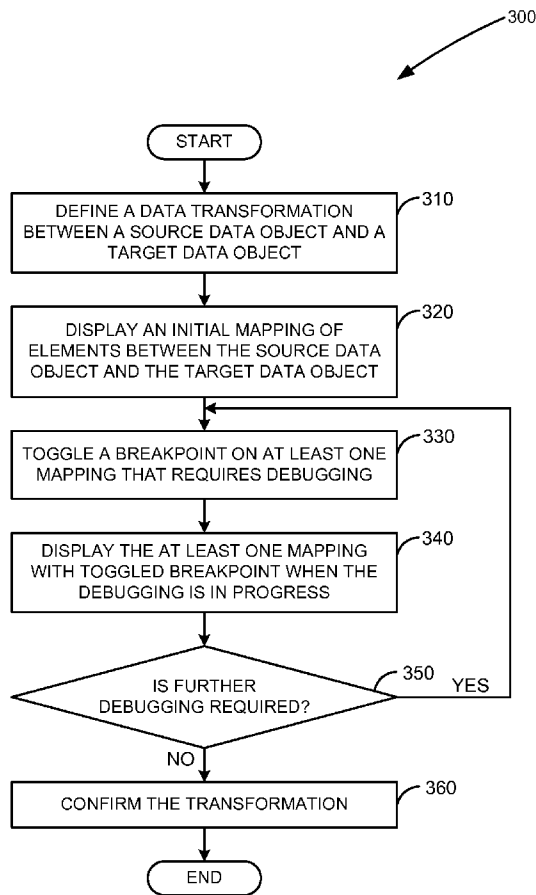 300
START
DEFINE A DATA TRANSFORMATION
BETWEEN A SOURCE DATA OBJECT AND A
TARGET DATA OBJECT
310
DISPLAY AN INITIAL MAPPING OF
ELEMENTS BETWEEN THE SOURCE DATA
OBJECT AND THE TARGET DATA OBJECT
320
TOGGLE A BREAKPOINT ON AT LEAST ONE
MAPPING THAT REQUIRES DEBUGGING
330
DISPLAY THE AT LEAST ONE MAPPING
WITH TOGGLED BREAKPOINT WHEN THE
DEBUGGING IS IN PROGRESS
340
IS FURTHER
DEBUGGING REQUIRED?
350
YES
NO
CONFIRM THE TRANSFORMATION
360
END